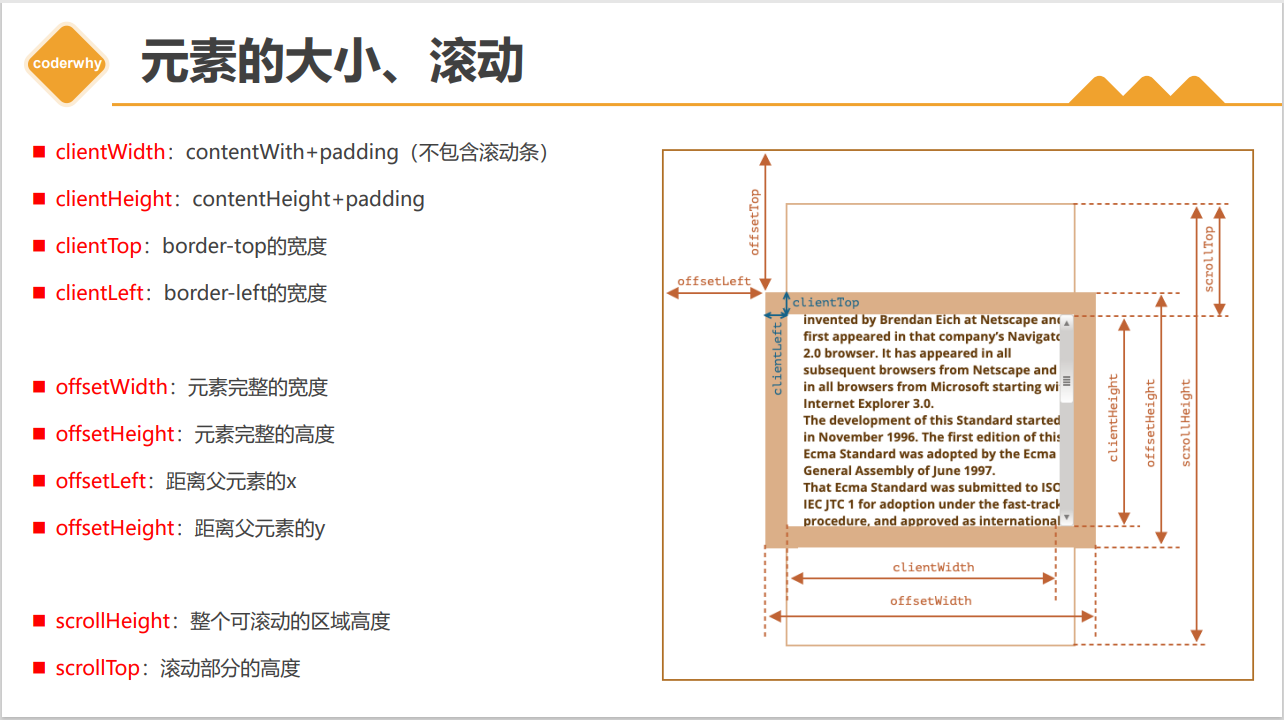 coderwhy
元素的大小、滚动
clientWidth：contentWith+padding（不包含滚动条）
clientHeight：contentHeight+padding
clientTop：border-top的宽度
clientLeft：border-left的宽度
offsetWidth：元素完整的宽度
offsetHeight：元素完整的高度
offsetLeft：距离父元素的x
offsetHeight：距离父元素的y
scrollHeight：整个可滚动的区域高度
scrollTop：滚动部分的高度
offsetTop
scrollTop
offsetLeft
clientTop
clientLeft
invented by Brendan Eich at Netscape and
first appeared in that company's Navigato
2.0 browser. It has appeared in all
subsequent browsers from Netscape and
in all browsers from Microsoft starting wi
Internet Explorer 3.0.
The development of this Standard started
in November 1996. The first edition of this
Ecma Standard was adopted by the Ecma
General Assembly of June 1997.
That Ecma Standard was submitted to ISO
IEC JTC 1 for adoption under the fast-track
procedure, and approved as international
clientHeight
offsetHeight
scrollHeight
clientWidth
offsetWidth